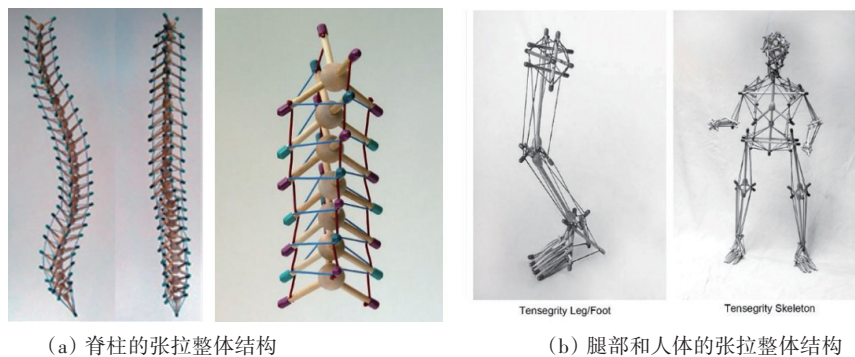 Tensegrity Leg/Foot
Tensegrity Skeleton
（a）脊柱的张拉整体结构
（b）腿部和人体的张拉整体结构